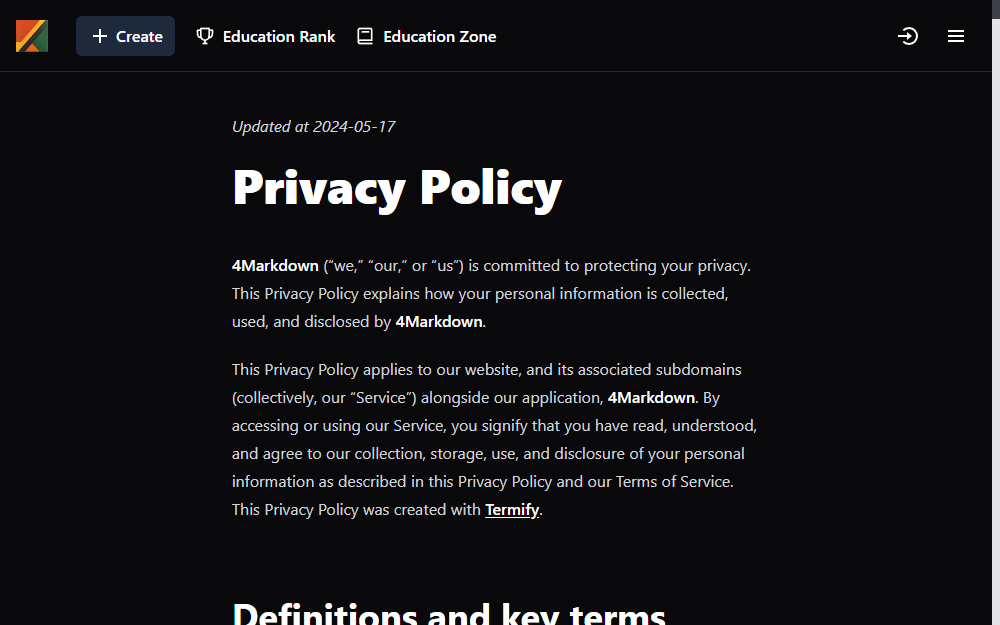 Create
Education Rank
Education Zone
Updated at 2024-05-17
Privacy Policy
4Markdown (“we,” “our,” or “us”) is committed to protecting your privacy.
This Privacy Policy explains how your personal information is collected,
used, and disclosed by 4Markdown.
This Privacy Policy applies to our website, and its associated subdomains
(collectively, our “Service”) alongside our application, 4Markdown. By
accessing or using our Service, you signify that you have read, understood,
and agree to our collection, storage, use, and disclosure of your personal
information as described in this Privacy Policy and our Terms of Service.
This Privacy Policy was created with Termify.
Definitions and key terms